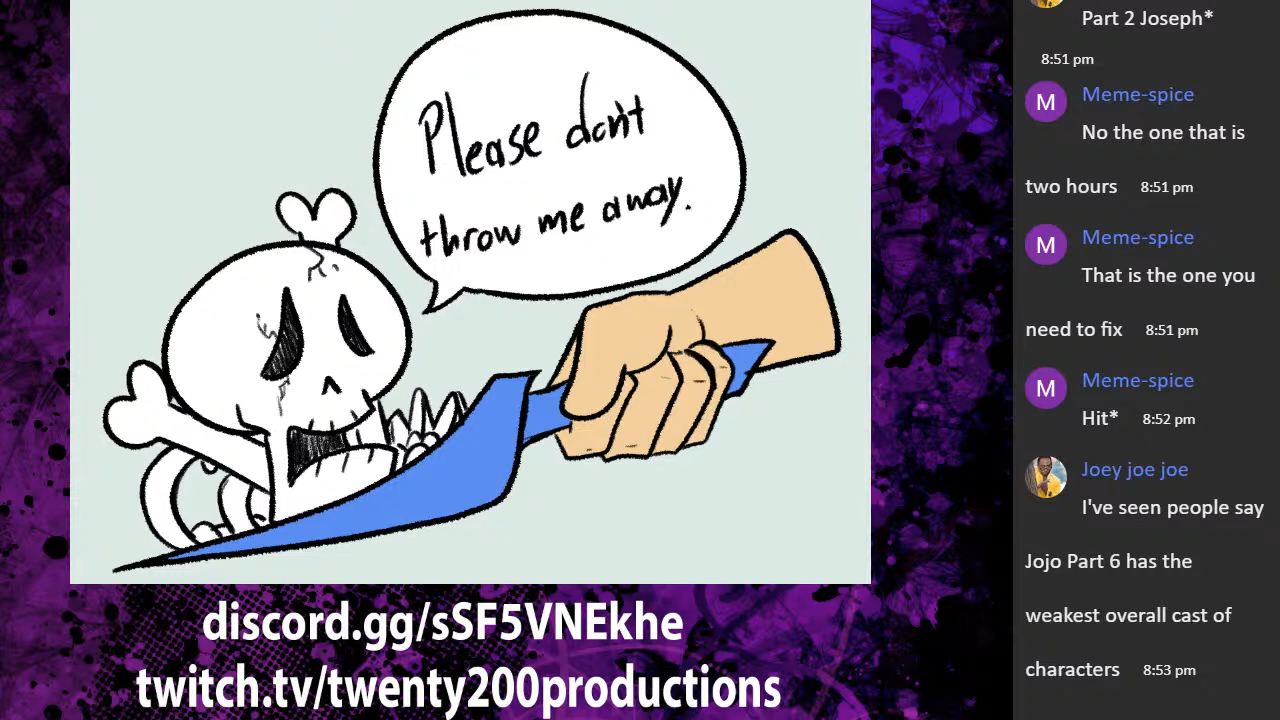 Please don't
throw me away.
discord.gg/sSF5VNEkhe
twitch.tv/twenty200productions
Part 2 Joseph*
8:51 pm
M
Meme-spice
No the one that is
two hours 8:51 pm
M
Meme-spice
That is the one you
need to fix 8:51 pm
M
Meme-spice
Hit* 8:52 pm
Joey joe joe
I've seen people say
Jojo Part 6 has the
weakest overall cast of
characters 8:53 pm